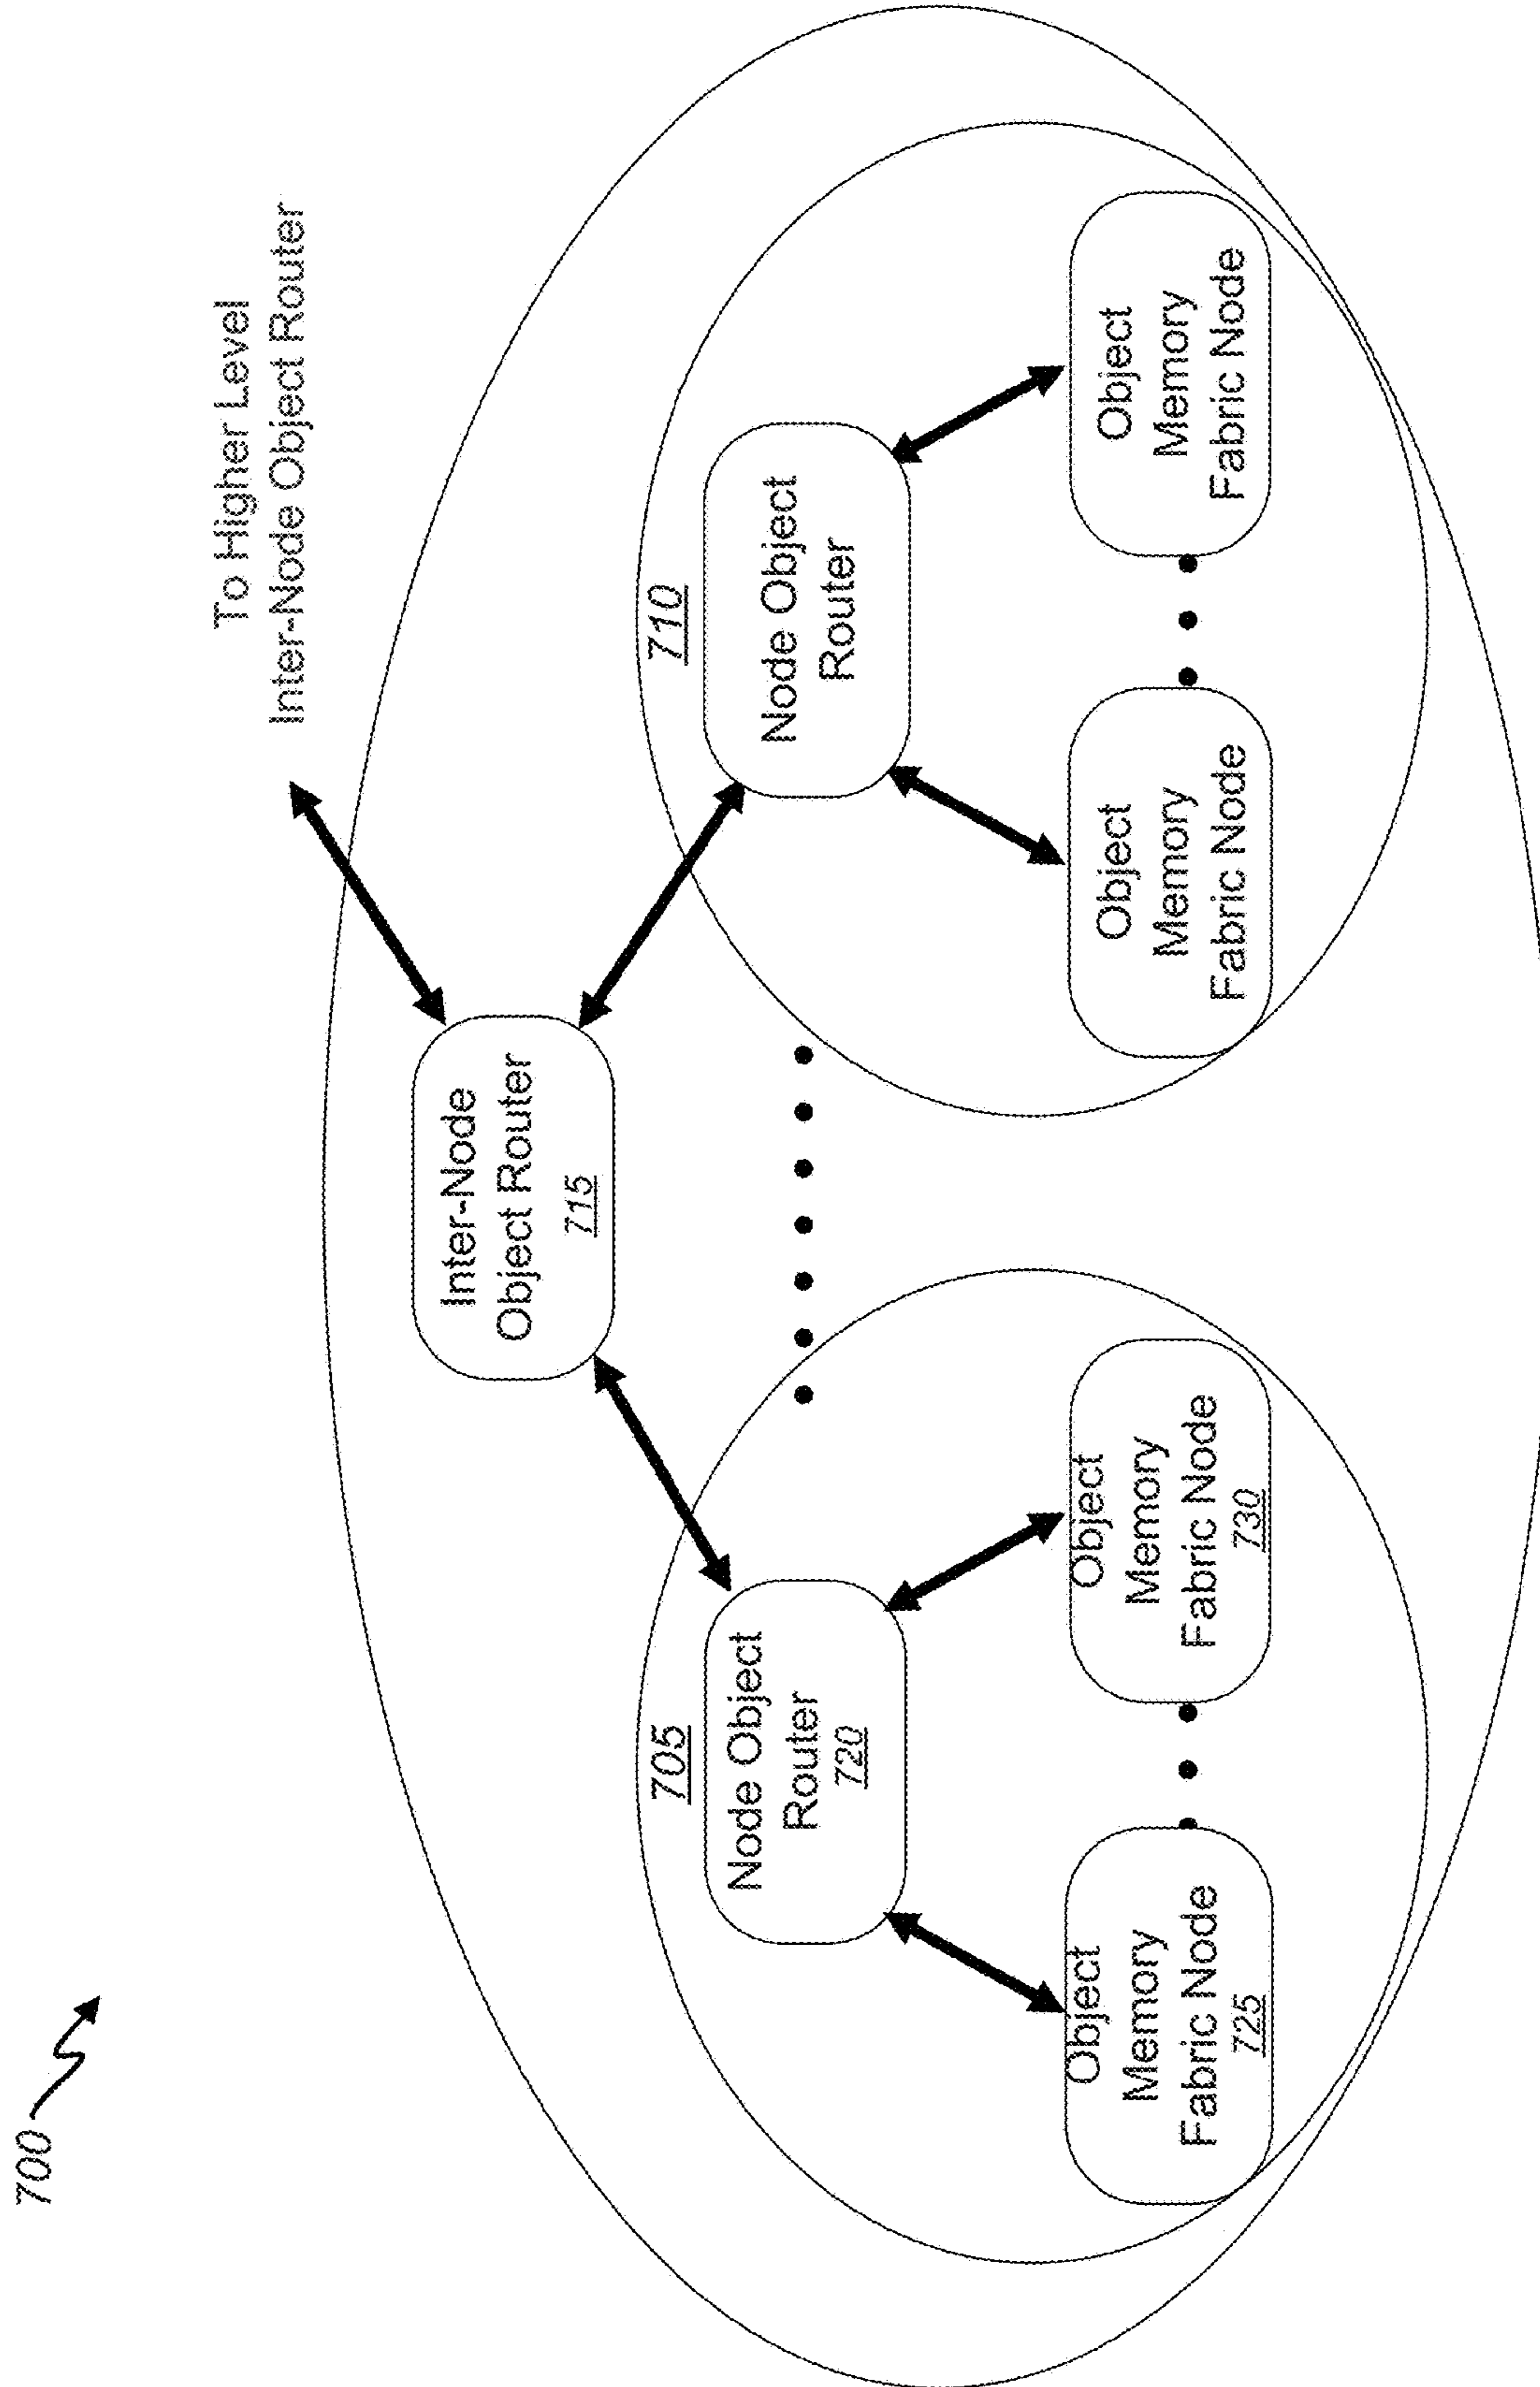 700
To Higher Level
Inter-Node Object Router
Inter-Node
Object Router
715
705
Node Object
Router
720
710
Node Object
Router
Object
Memory
Fabric Node
725
Object
Memory
Fabric Node
730
Object
Memory
Fabric Node
Object
Memory
Fabric Node